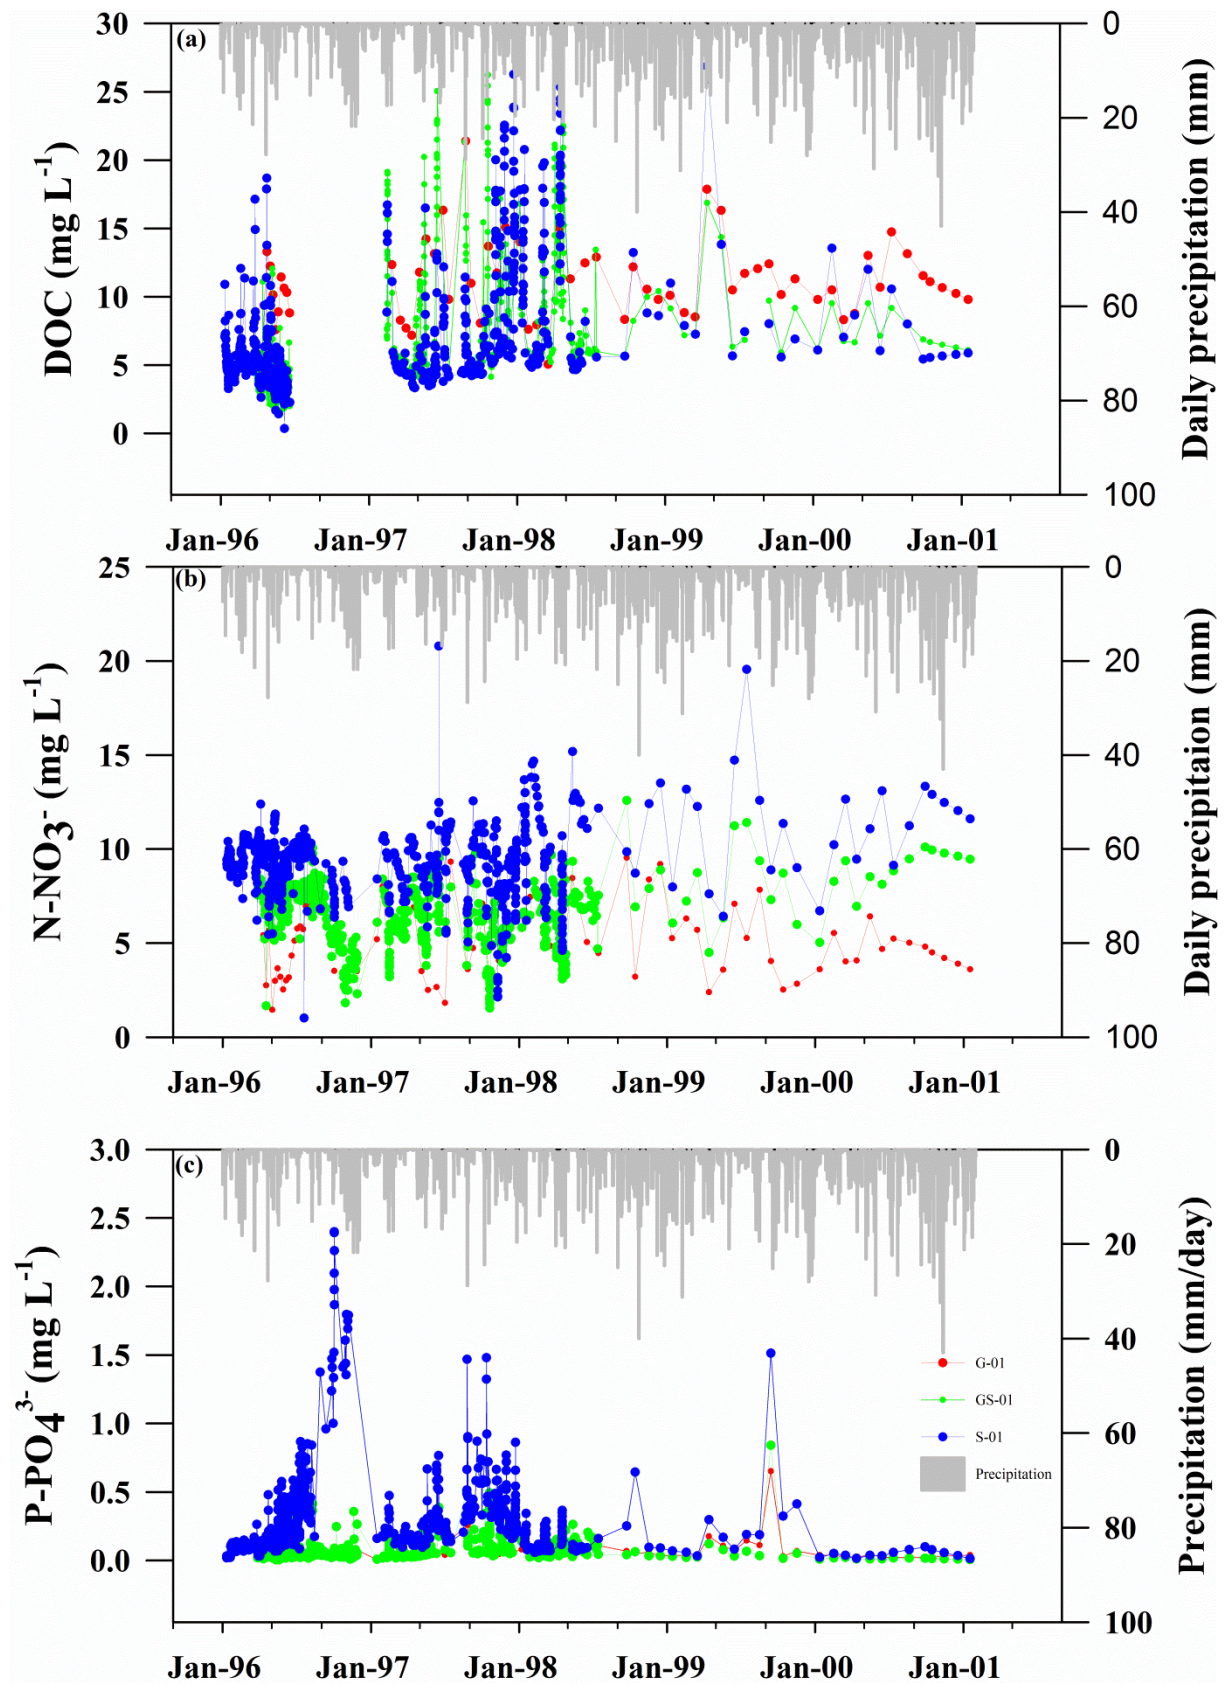 (a)
DOC (mg L-1)
30
25
20
15
10
5
0
0
20
40
60
80
100
Daily precipitation (mm)
Jan-96 Jan-97 Jan-98 Jan-99 Jan-00 Jan-01
(b)
N-NO3- (mg L-1)
25
20
15
10
5
0
0
20
40
60
80
100
Daily precipitaion (mm)
Jan-96 Jan-97 Jan-98 Jan-99 Jan-00 Jan-01
(c)
P-PO4 3- (mg L-1)
3.0
2.5
2.0
1.5
1.0
0.5
0.0
0
20
40
60
80
100
Precipitation (mm/day)
G-01
GS-01
S-01
Precipitation
Jan-96 Jan-97 Jan-98 Jan-99 Jan-00 Jan-01